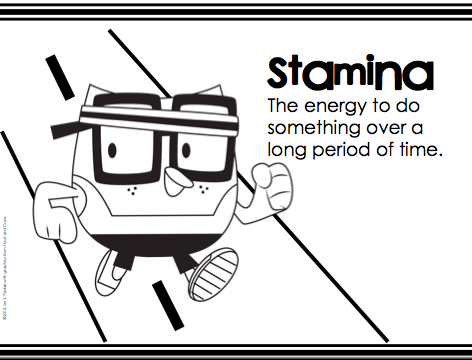 Stamina
The energy to do
something over a
long period of time.